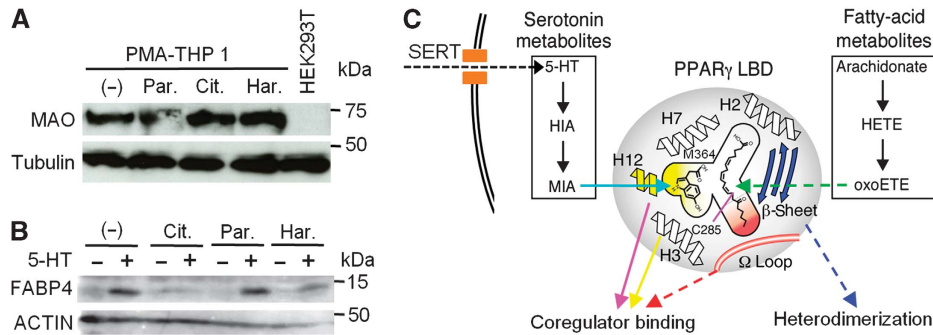 A
PMA-THP 1
HEK293T
(-) Par. Cit. Har.
kDa
MAO
75
50
Tubulin
B
(-) Cit. Par. Har.
5-HT − + − + − + − +
kDa
FABP4
15
ACTIN
50
C
Serotonin
metabolites
SERT
5-HT
HIA
MIA
Fatty-acid
metabolites
Arachidonate
HETE
oxoETE
PPARγ LBD
H2
H7
M364
H12
β-Sheet
C285
H3
Ω Loop
Coregulator binding
Heterodimerization